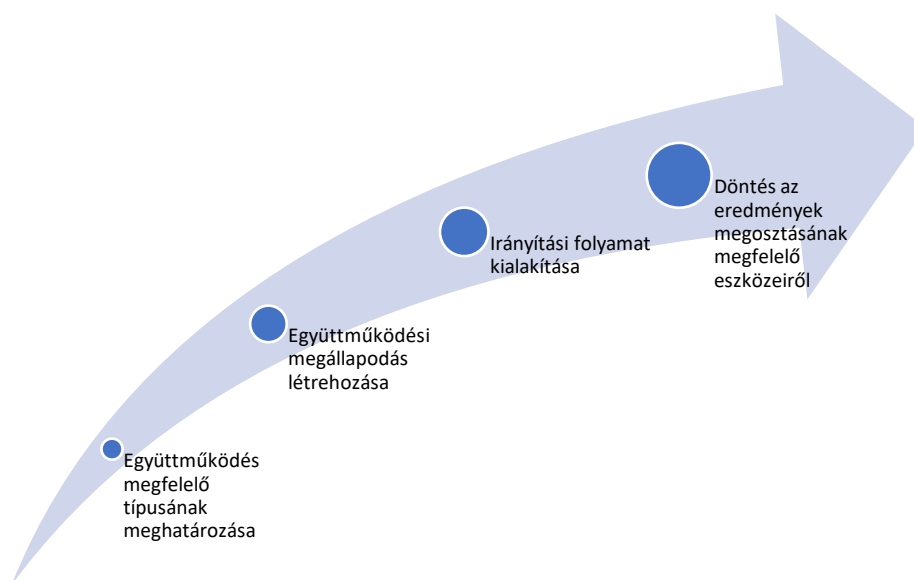 Együttműködés
megfelelő
típusának
meghatározása
Együttműködési
megállapodás
létrehozása
Irányítási folyamat
kialakítása
Döntés az
eredmények
megosztásának
megfelelő
eszközeiről